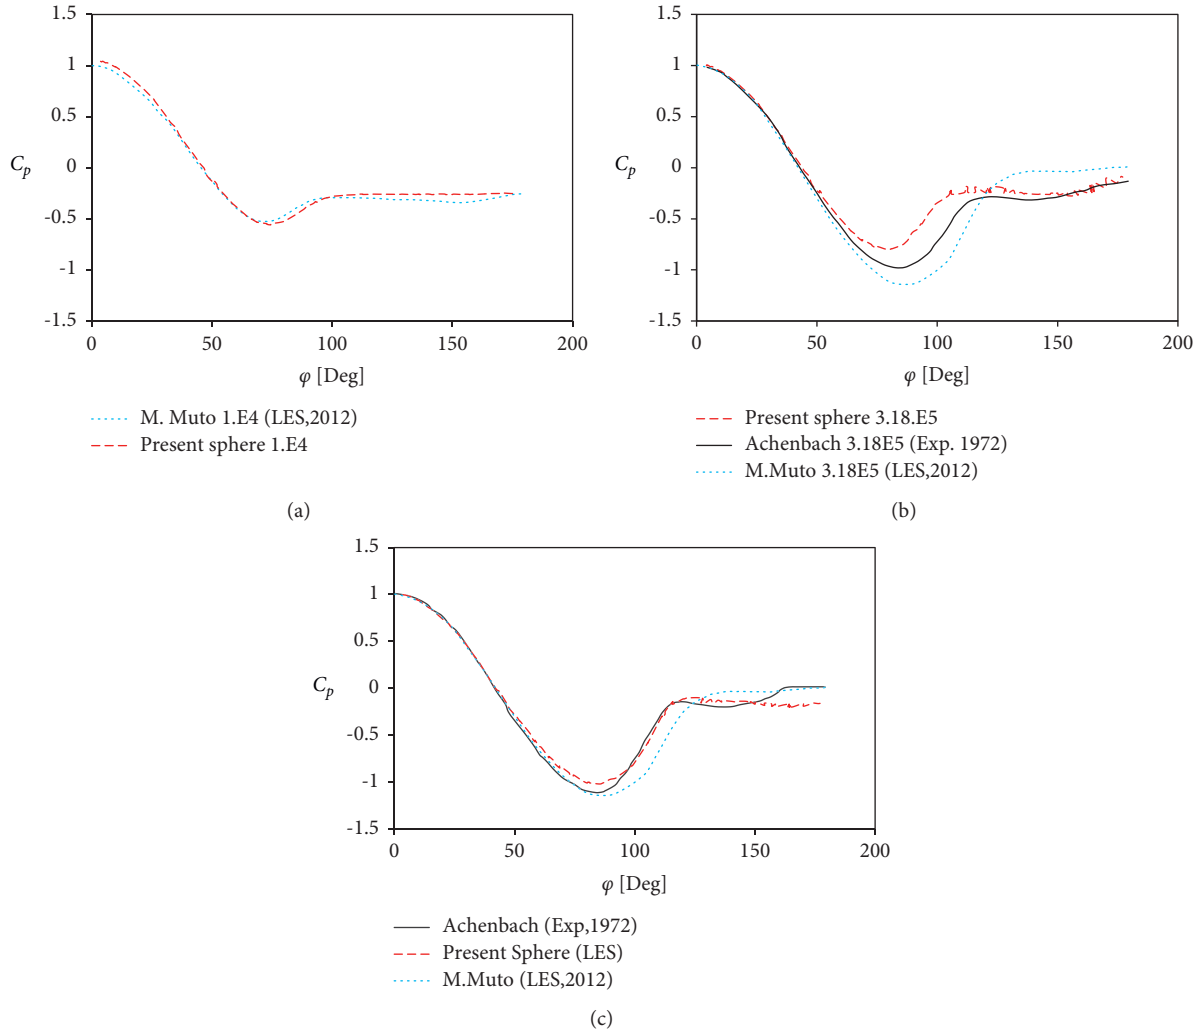 1.5
1
0.5
0
-0.5
-1
-1.5
C_p
0 50 100 150 200
φ [Deg]
M. Muto 1.E4 (LES,2012)
Present sphere 1.E4
(a)
1.5
1
0.5
0
-0.5
-1
-1.5
C_p
0 50 100 150 200
φ [Deg]
Present sphere 3.18.E5
Achenbach 3.18E5 (Exp. 1972)
M.Muto 3.18E5 (LES,2012)
(b)
1.5
1
0.5
0
-0.5
-1
-1.5
C_p
0 50 100 150 200
φ [Deg]
Achenbach (Exp,1972)
Present Sphere (LES)
M.Muto (LES,2012)
(c)